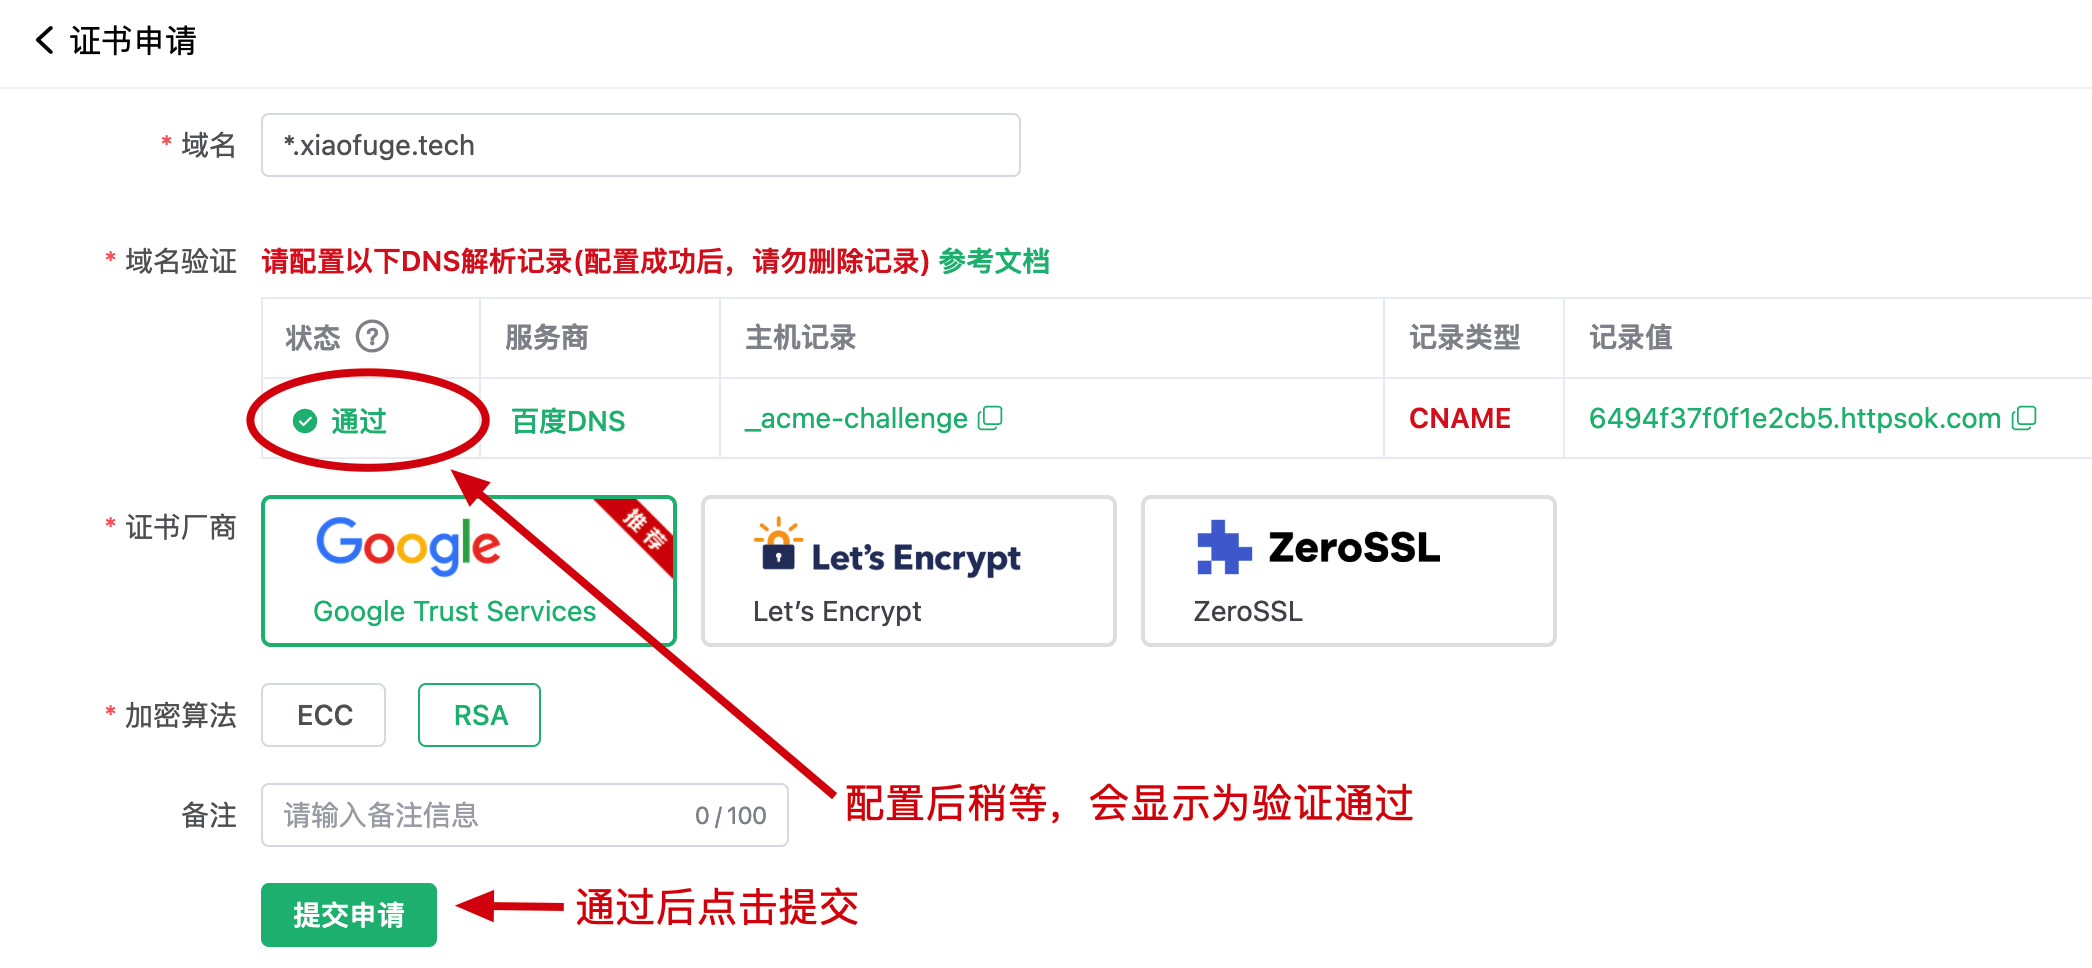 证书申请
* 域名 *.xiaofuge.tech
* 域名验证 请配置以下DNS解析记录(配置成功后，请勿删除记录) 参考文档
状态 ? 服务商 主机记录 记录类型 记录值
通过 百度DNS _acme-challenge CNAME 6494f37f0f1e2cb5.httpsok.com
* 证书厂商
Google 推荐
Google Trust Services
Let's Encrypt
Let's Encrypt
ZeroSSL
ZeroSSL
* 加密算法 ECC RSA
配置后稍等，会显示为验证通过
备注 请输入备注信息 0 / 100
提交申请 通过后点击提交